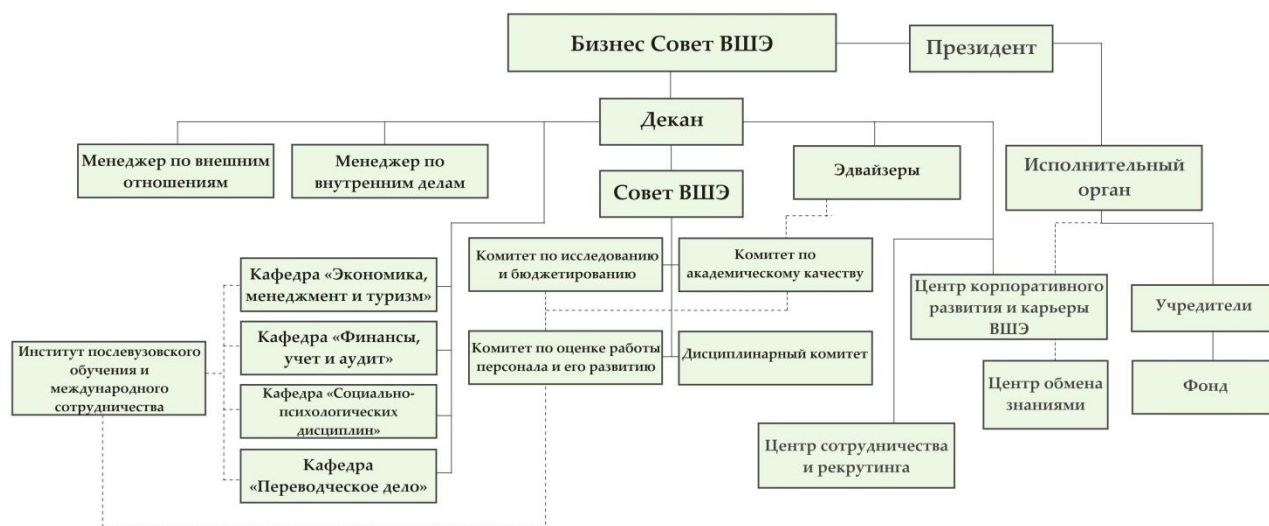 Бизнес Совет ВШЭ
Президент
Декан
Менеджер по внешним
отношениям
Менеджер по
внутренним делам
Эдвайзеры
Исполнительный
орган
Совет ВШЭ
Комитет по исследованию
и бюджетированию
Комитет по
академическому качеству
Кафедра «Экономика,
менеджмент и туризм»
Центр корпоративного
развития и карьеры
ВШЭ
Учредители
Кафедра «Финансы,
учет и аудит»
Институт послевузовского
обучения и
международного
сотрудничества
Комитет по оценке работы
персонала и его развитию
Дисциплинарный комитет
Кафедра «Социально-
психологических
дисциплин»
Центр обмена
знаниями
Фонд
Центр сотрудничества
и рекрутинга
Кафедра
«Переводческое дело»